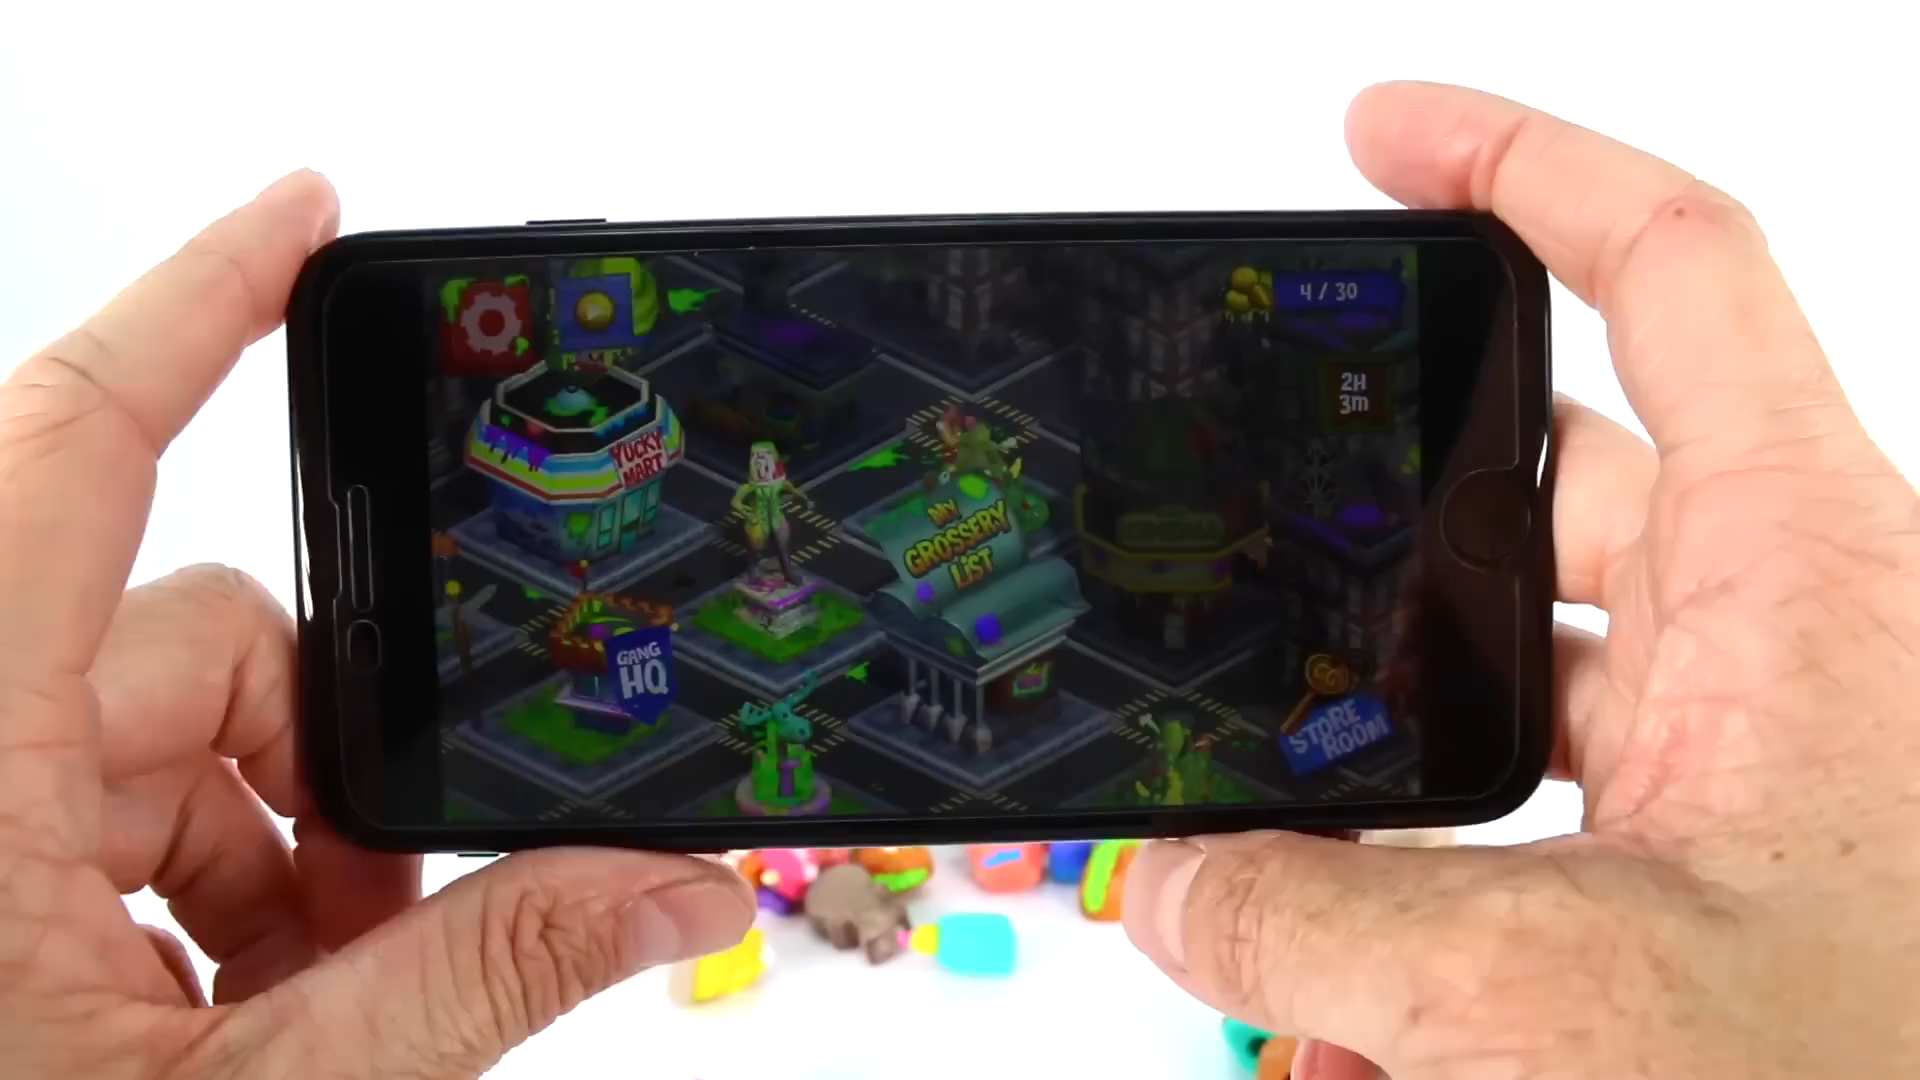 4 / 30
2H
3m
YUCKY
MART
MY
GROSSERY
LIST
GANG
HQ
STORE
ROOM